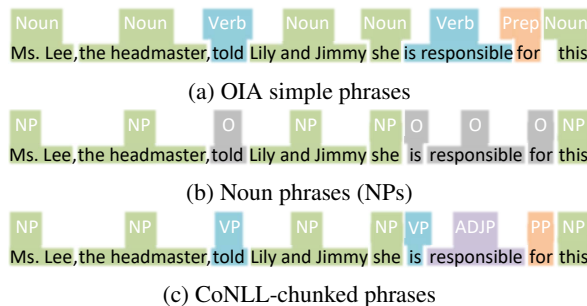 Noun Noun Verb Noun Noun Verb Prep Noun
Ms. Lee, the headmaster, told Lily and Jimmy she is responsible for this
(a) OIA simple phrases
NP NP O NP NP O O O NP
Ms. Lee, the headmaster, told Lily and Jimmy she is responsible for this
(b) Noun phrases (NPs)
NP NP VP NP NP VP ADJP PP NP
Ms. Lee, the headmaster, told Lily and Jimmy she is responsible for this
(c) CoNLL-chunked phrases